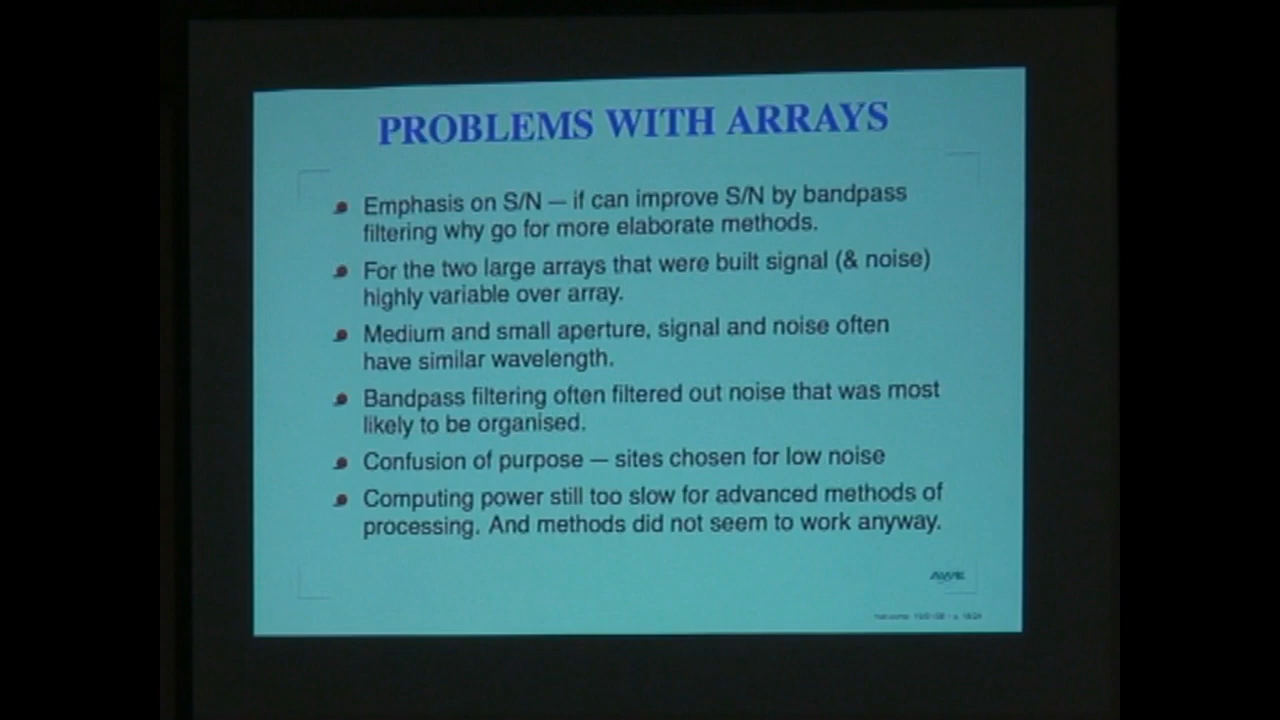 PROBLEMS WITH ARRAYS
Emphasis on S/N — if can improve S/N by bandpass
filtering why go for more elaborate methods.
For the two large arrays that were built signal (& noise)
highly variable over array.
Medium and small aperture, signal and noise often
have similar wavelength.
Bandpass filtering often filtered out noise that was most
likely to be organised.
Confusion of purpose — sites chosen for low noise
Computing power still too slow for advanced methods of
processing. And methods did not seem to work anyway.
AWE